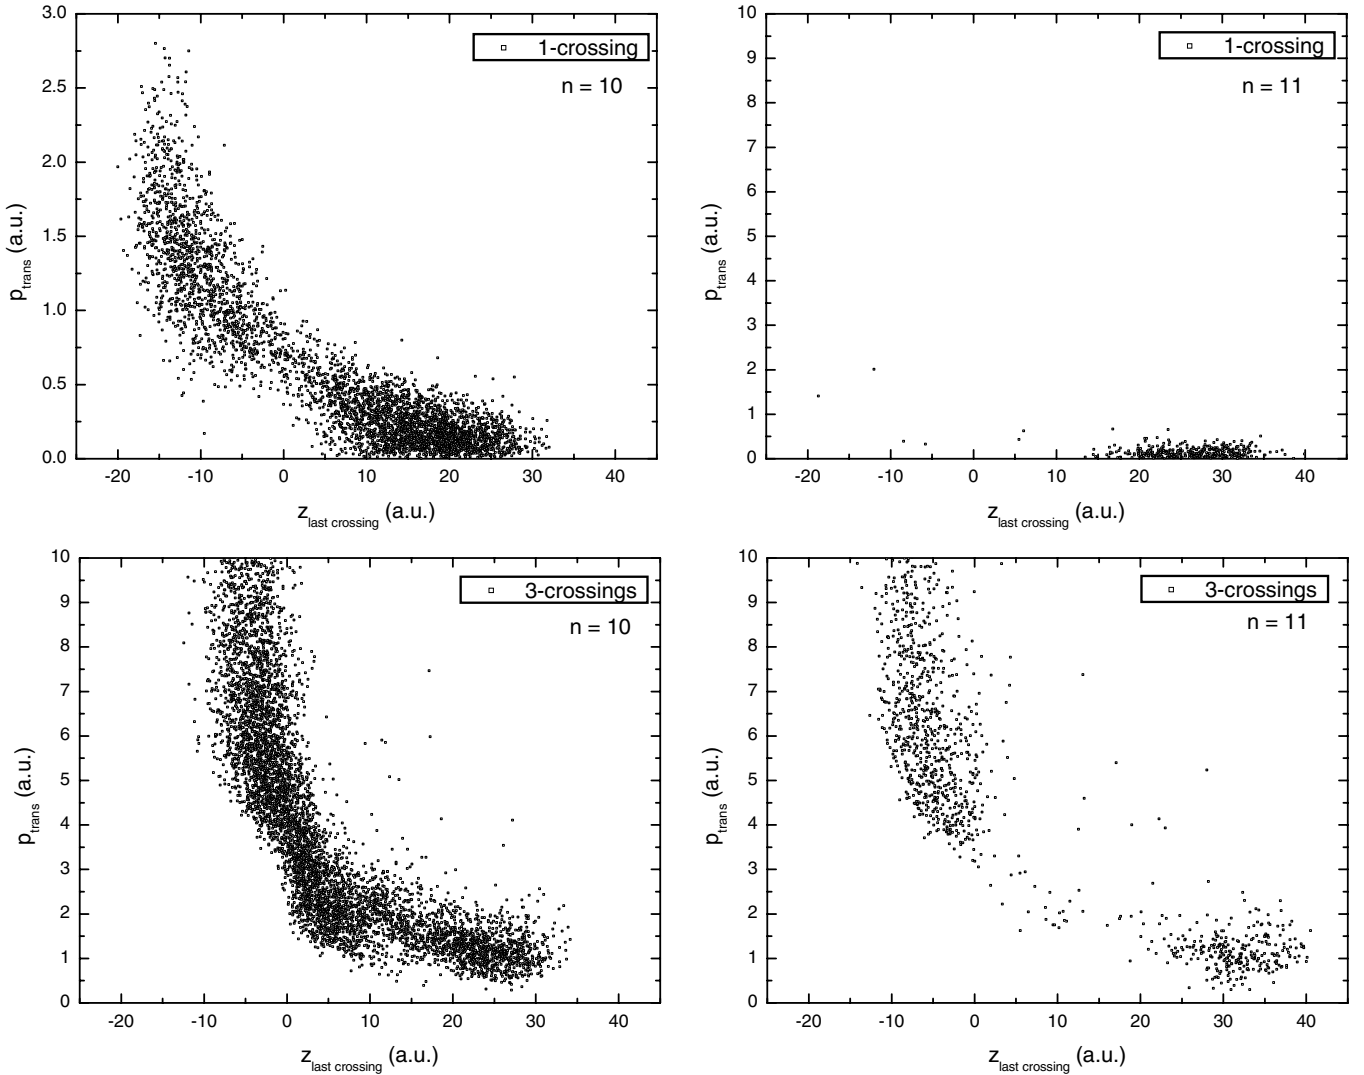 3.0
2.5
2.0
1.5
1.0
0.5
0.0
p_trans (a.u.)
1-crossing
n = 10
-20 -10 0 10 20 30 40
z_last crossing (a.u.)
10
9
8
7
6
5
4
3
2
1
0
p_trans (a.u.)
1-crossing
n = 11
-20 -10 0 10 20 30 40
z_last crossing (a.u.)
10
9
8
7
6
5
4
3
2
1
0
p_trans (a.u.)
3-crossings
n = 10
-20 -10 0 10 20 30 40
z_last crossing (a.u.)
10
9
8
7
6
5
4
3
2
1
0
p_trans (a.u.)
3-crossings
n = 11
-20 -10 0 10 20 30 40
z_last crossing (a.u.)